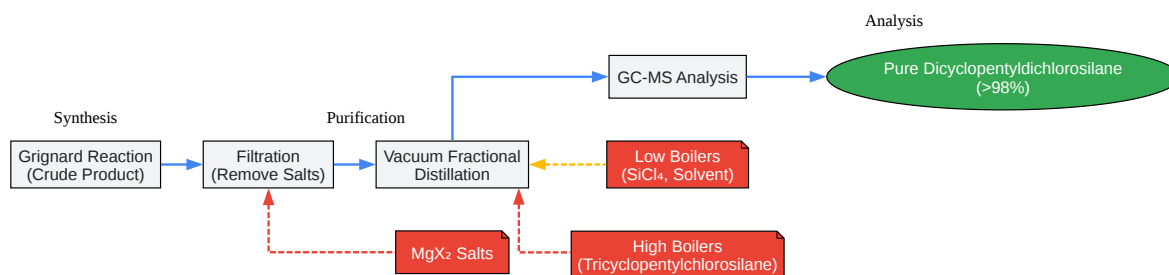 Analysis
Pure Dicyclopentyldichlorosilane
(>98%)
GC-MS Analysis
Synthesis
Purification
Grignard Reaction
(Crude Product)
Filtration
(Remove Salts)
Vacuum Fractional
Distillation
Low Boilers
(SiCl₄, Solvent)
MgX₂ Salts
High Boilers
(Tricyclopentylchlorosilane)